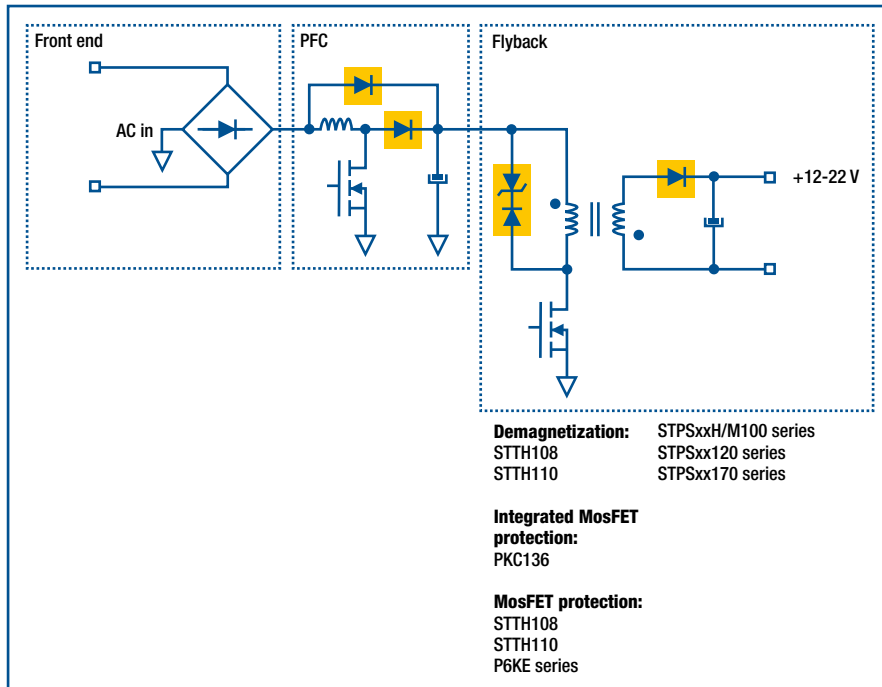 Front end
PFC
Flyback
AC in
+12-22 V
Demagnetization:
STTH108
STTH110
STPSxxH/M100 series
STPSxx120 series
STPSxx170 series
Integrated MosFET
protection:
PKC136
MosFET protection:
STTH108
STTH110
P6KE series